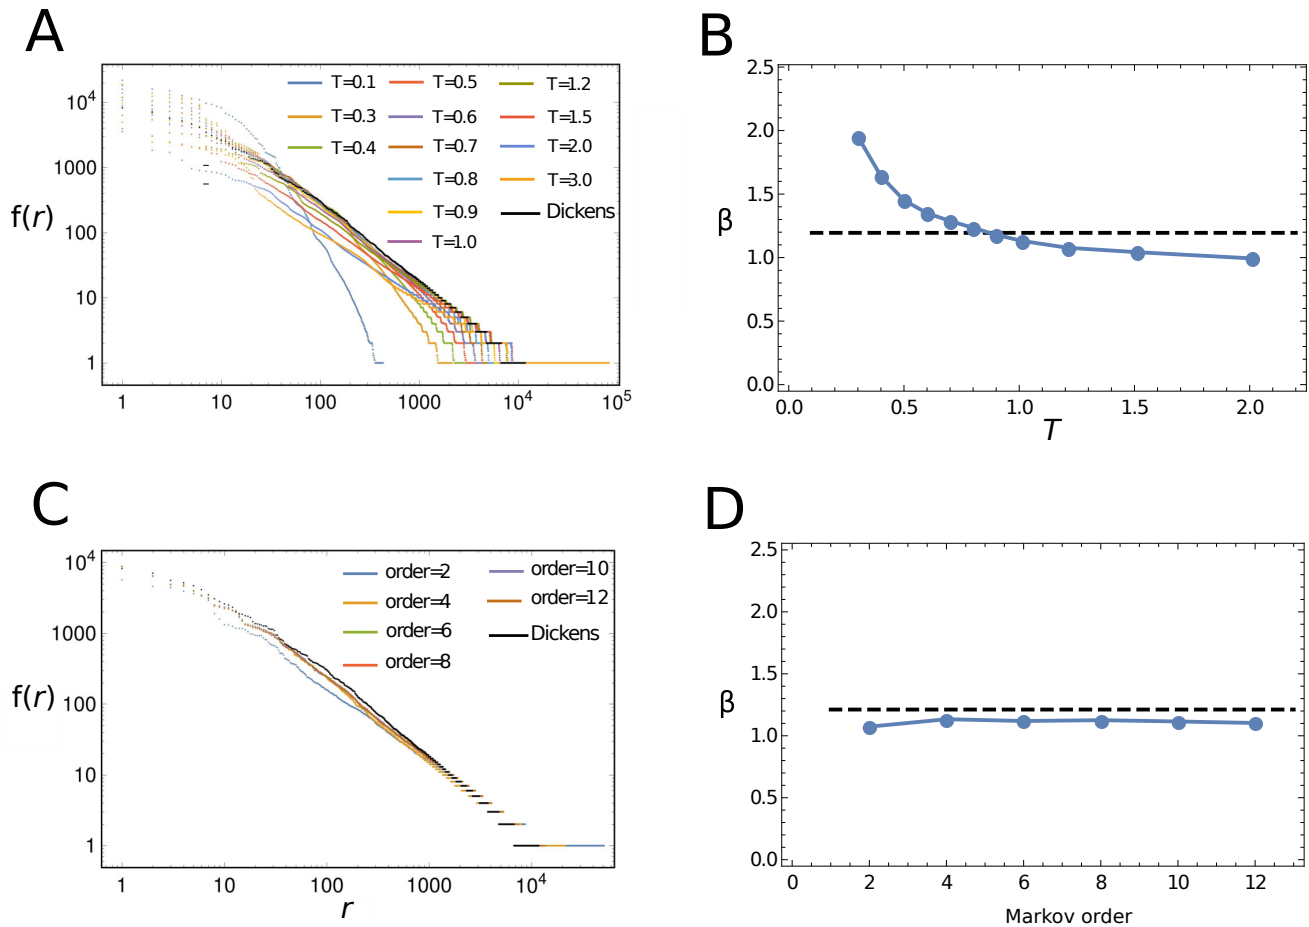 A
T=0.1 T=0.5 T=1.2
T=0.3 T=0.6 T=1.5
T=0.4 T=0.7 T=2.0
T=0.8 T=3.0
T=0.9 Dickens
T=1.0
f(r)
10^4
1000
100
10
1
1 10 100 1000 10^4 10^5
B
2.5
2.0
1.5
1.0
0.5
0.0
β
0.0 0.5 1.0 1.5 2.0
T
C
order=2 order=10
order=4 order=12
order=6 Dickens
order=8
f(r)
10^4
1000
100
10
1
1 10 100 1000 10^4
r
D
2.5
2.0
1.5
1.0
0.5
0.0
β
0 2 4 6 8 10 12
Markov order